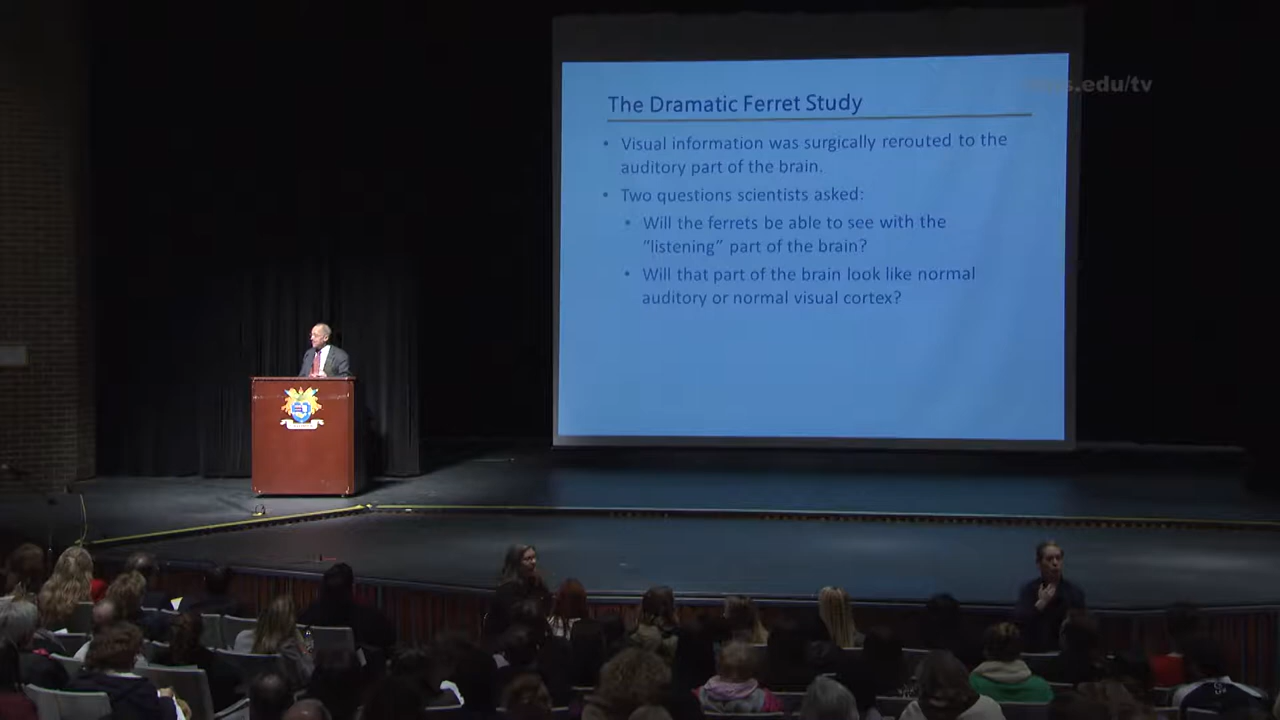 The Dramatic Ferret Study
• Visual information was surgically rerouted to the
auditory part of the brain.
• Two questions scientists asked:
• Will the ferrets be able to see with the
“listening” part of the brain?
• Will that part of the brain look like normal
auditory or normal visual cortex?
.edu/tv